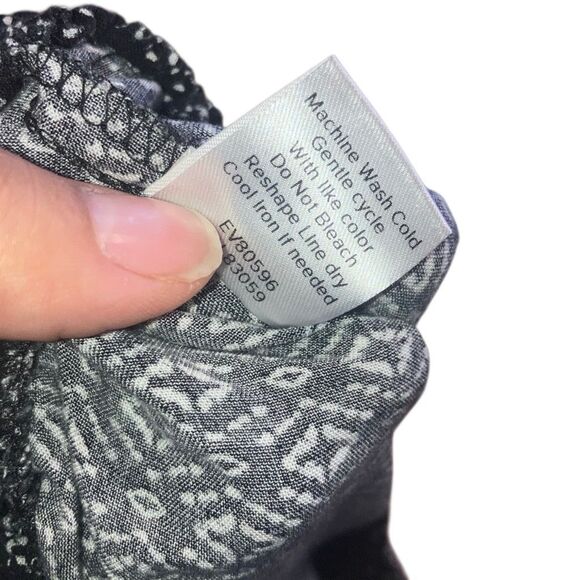 Machine Wash Cold
Gentle cycle
With like color
Do Not Bleach
Reshape Line dry
Cool Iron if needed
EV80596
83059